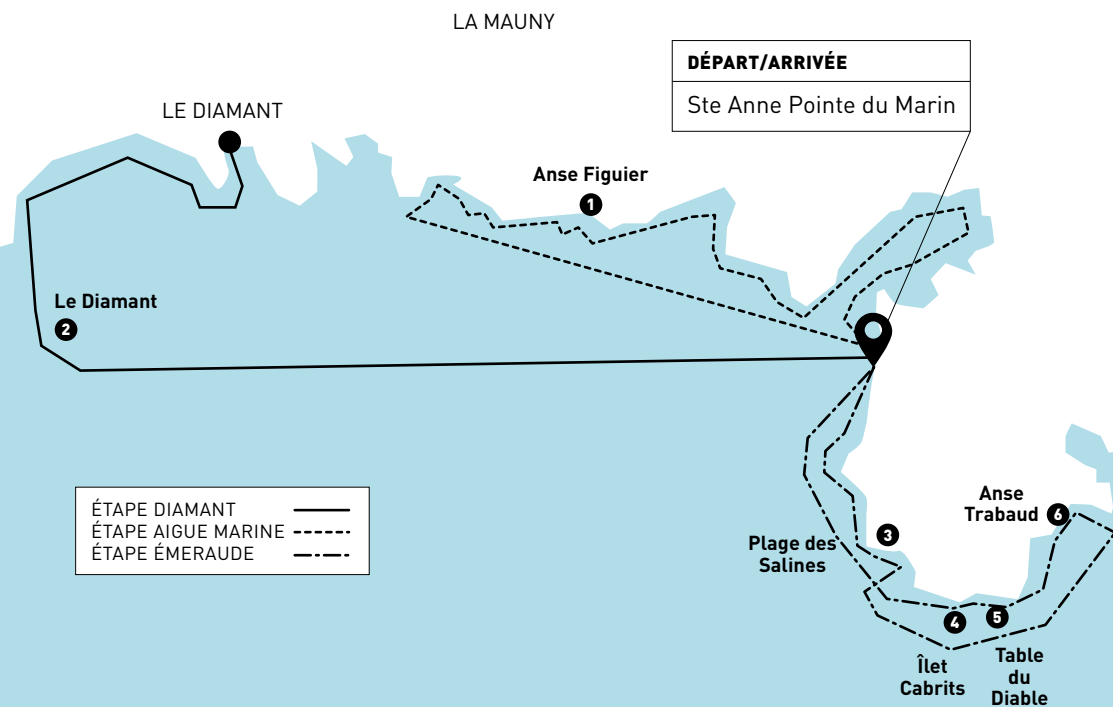 LA MAUNY
DÉPART/ARRIVÉE
Ste Anne Pointe du Marin
LE DIAMANT
Anse Figuier
1
Le Diamant
2
ÉTAPE DIAMANT
ÉTAPE AIGUE MARINE
ÉTAPE ÉMERAUDE
Plage des
Salines
3
Anse
Trabaud
6
4
5
Îlet
Cabrits
Table
du
Diable